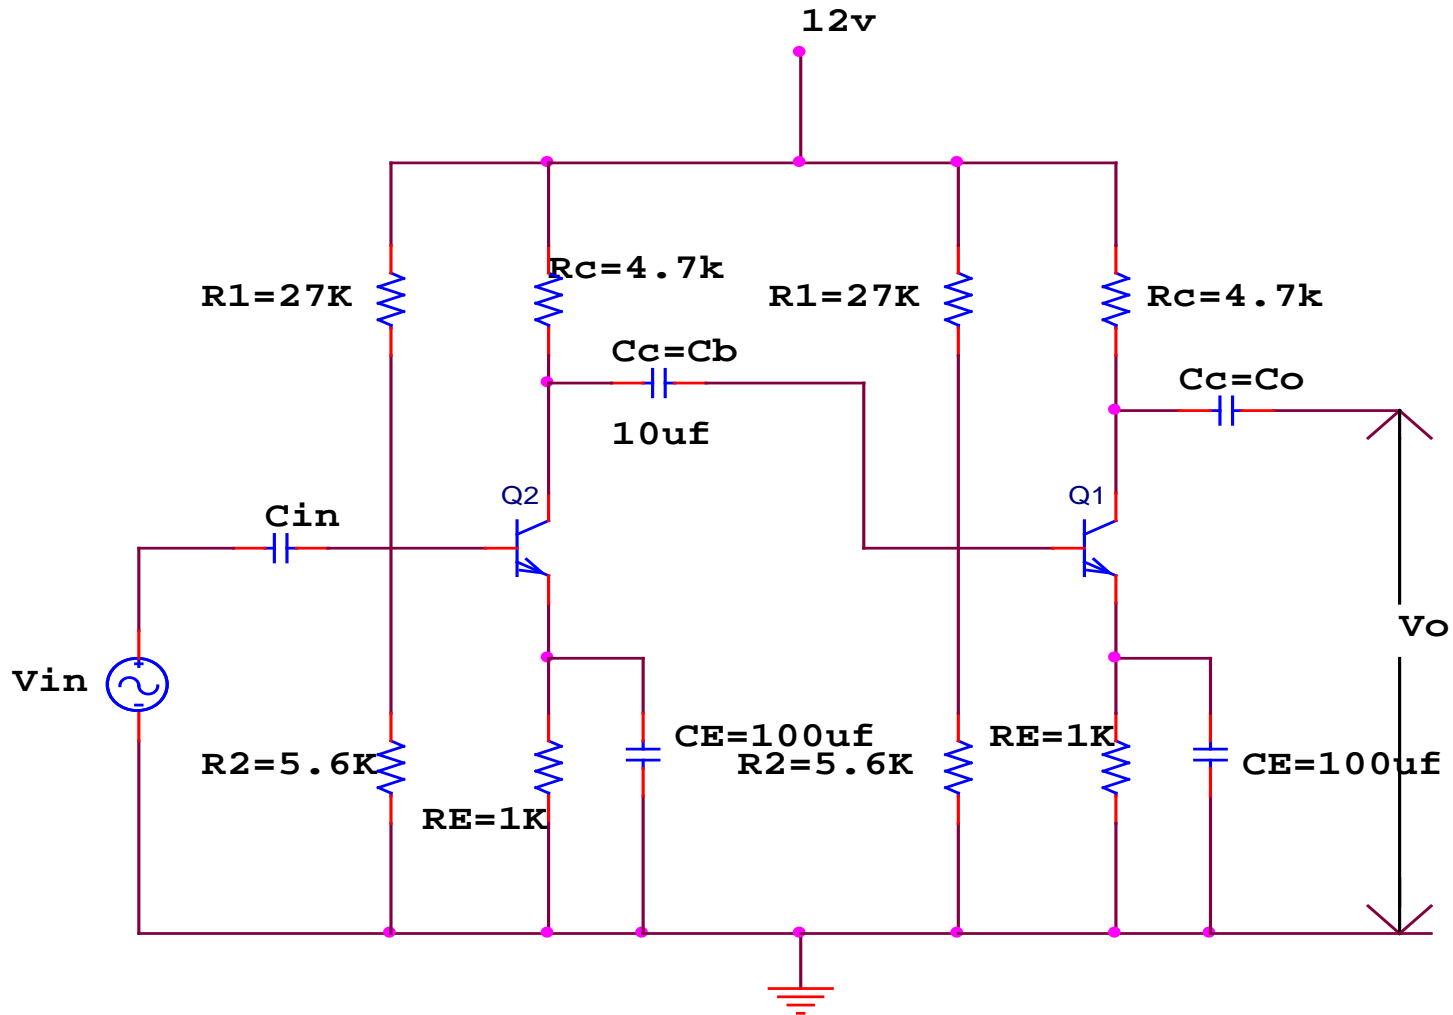 12v
Rc=4.7k
R1=27K
R1=27K
Rc=4.7k
Cc=Cb
Cc=Co
10uf
Q2
Q1
Cin
Vo
Vin
CE=100uf
RE=1K
R2=5.6K
R2=5.6K
CE=100uf
RE=1K